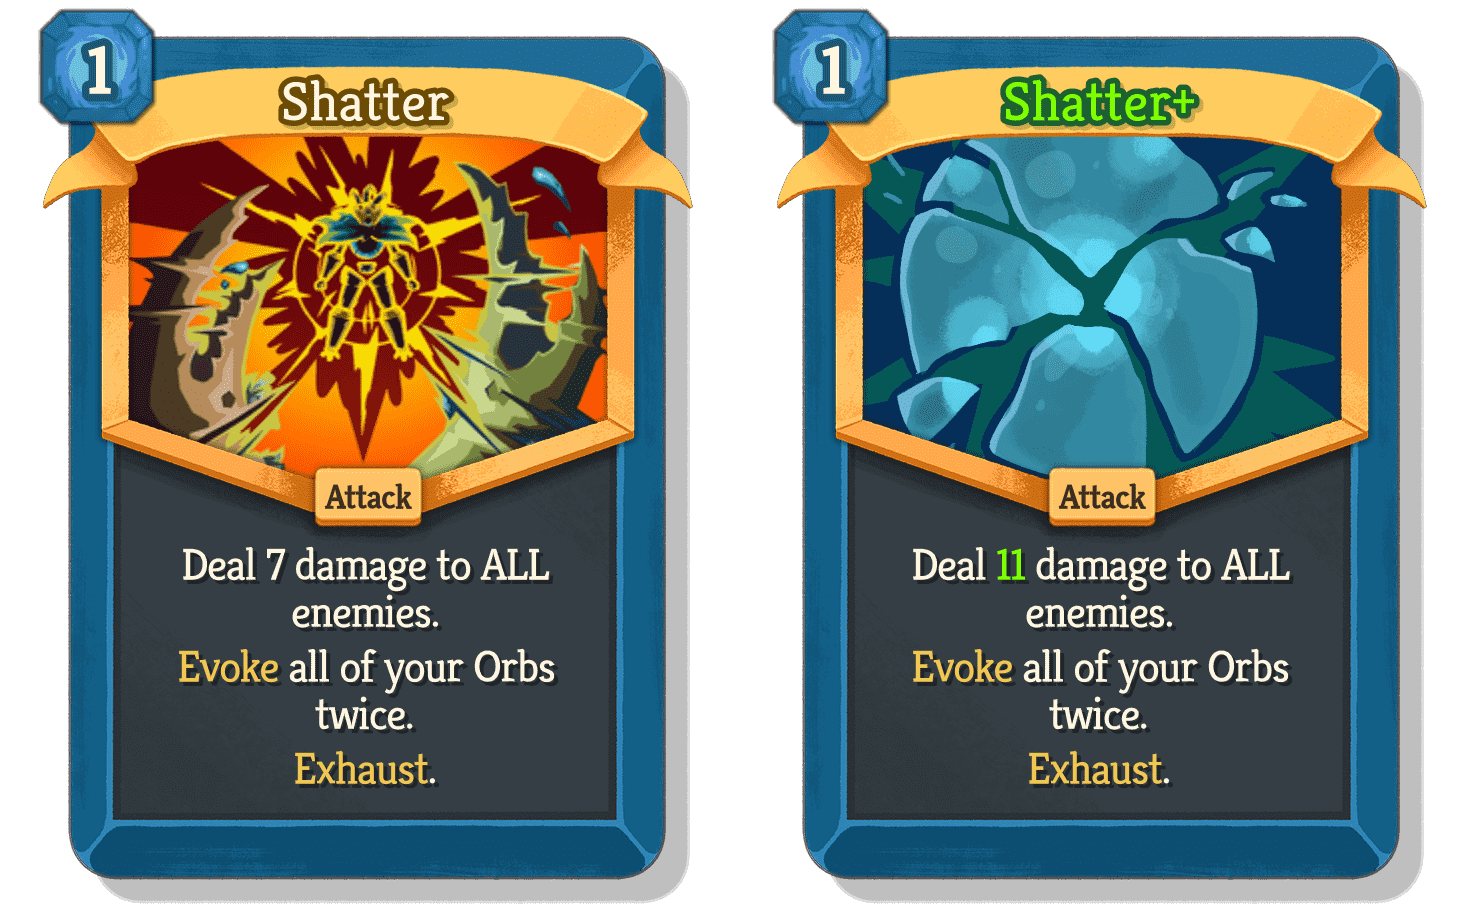 1
Shatter
Attack
Deal 7 damage to ALL
enemies.
Evoke all of your Orbs
twice.
Exhaust.
1
Shatter+
Attack
Deal 11 damage to ALL
enemies.
Evoke all of your Orbs
twice.
Exhaust.